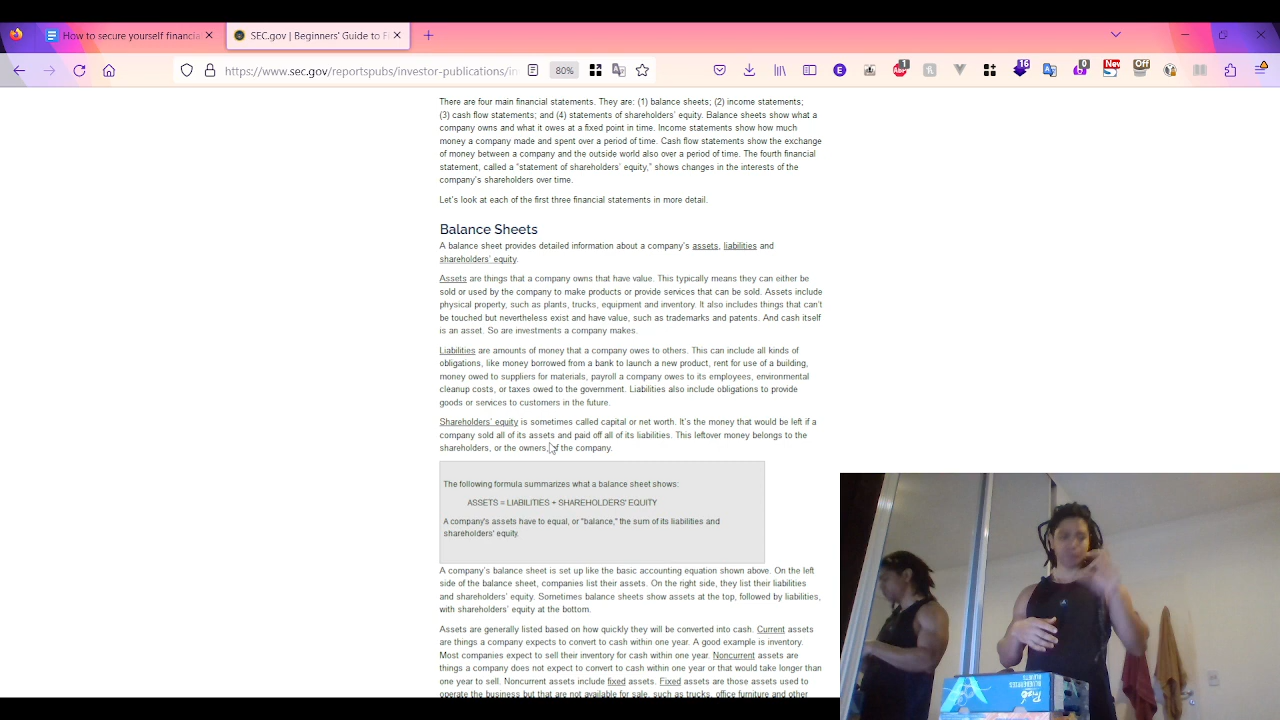 How to secure yourself financia
SEC.gov | Beginners' Guide to Fi
https://www.sec.gov/reportspubs/investor-publications/in
80%
1
16
0
New
Off
There are four main financial statements. They are: (1) balance sheets; (2) income statements;
(3) cash flow statements; and (4) statements of shareholders' equity. Balance sheets show what a
company owns and what it owes at a fixed point in time. Income statements show how much
money a company made and spent over a period of time. Cash flow statements show the exchange
of money between a company and the outside world also over a period of time. The fourth financial
statement, called a "statement of shareholders' equity," shows changes in the interests of the
company's shareholders over time.
Let's look at each of the first three financial statements in more detail.
Balance Sheets
A balance sheet provides detailed information about a company's assets, liabilities and
shareholders' equity.
Assets are things that a company owns that have value. This typically means they can either be
sold or used by the company to make products or provide services that can be sold. Assets include
physical property, such as plants, trucks, equipment and inventory. It also includes things that can't
be touched but nevertheless exist and have value, such as trademarks and patents. And cash itself
is an asset. So are investments a company makes.
Liabilities are amounts of money that a company owes to others. This can include all kinds of
obligations, like money borrowed from a bank to launch a new product, rent for use of a building,
money owed to suppliers for materials, payroll a company owes to its employees, environmental
cleanup costs, or taxes owed to the government. Liabilities also include obligations to provide
goods or services to customers in the future.
Shareholders' equity is sometimes called capital or net worth. It's the money that would be left if a
company sold all of its assets and paid off all of its liabilities. This leftover money belongs to the
shareholders, or the owners, of the company.
The following formula summarizes what a balance sheet shows:
ASSETS = LIABILITIES + SHAREHOLDERS' EQUITY
A company's assets have to equal, or "balance," the sum of its liabilities and
shareholders' equity.
A company's balance sheet is set up like the basic accounting equation shown above. On the left
side of the balance sheet, companies list their assets. On the right side, they list their liabilities
and shareholders' equity. Sometimes balance sheets show assets at the top, followed by liabilities,
with shareholders' equity at the bottom.
Assets are generally listed based on how quickly they will be converted into cash. Current assets
are things a company expects to convert to cash within one year. A good example is inventory.
Most companies expect to sell their inventory for cash within one year. Noncurrent assets are
things a company does not expect to convert to cash within one year or that would take longer than
one year to sell. Noncurrent assets include fixed assets. Fixed assets are those assets used to
operate the business but that are not available for sale, such as trucks, office furniture and other
BLUEBERRIES